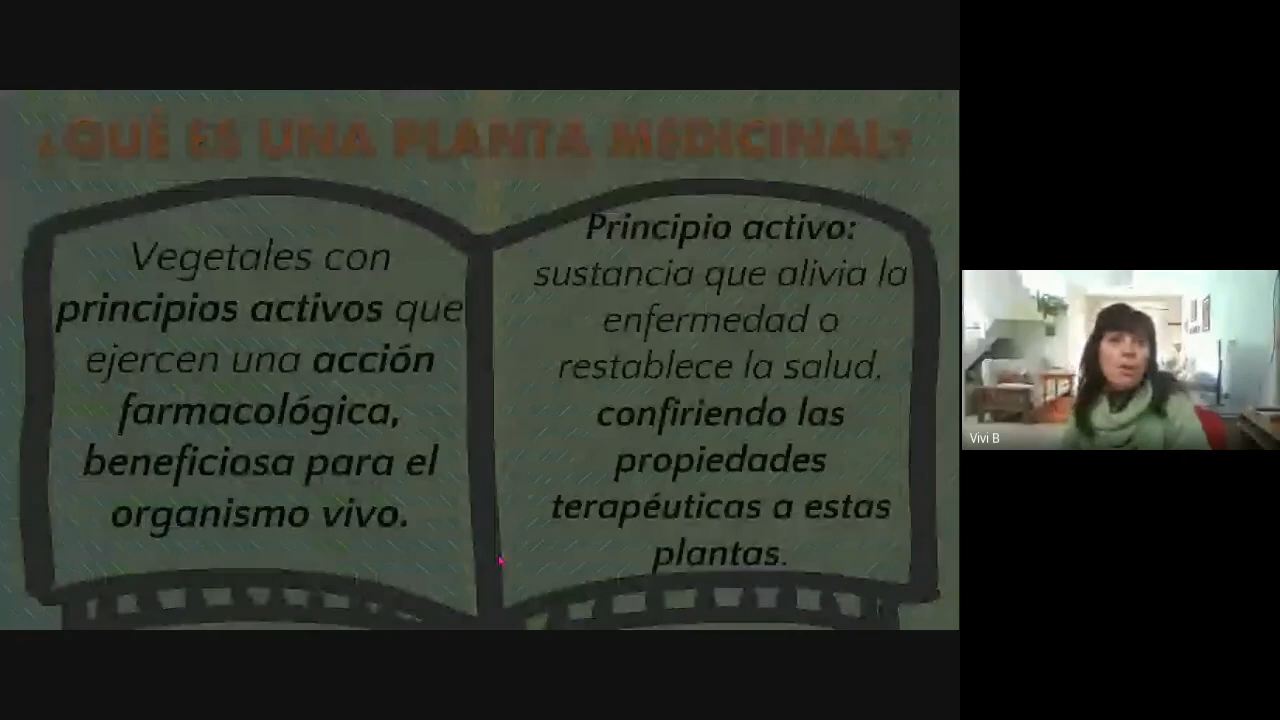 ¿QUÉ ES UNA PLANTA MEDICINAL?
Vegetales con
principios activos que
ejercen una acción
farmacológica,
beneficiosa para el
organismo vivo.
Principio activo:
sustancia que alivia la
enfermedad o
restablece la salud,
confiriendo las
propiedades
terapéuticas a estas
plantas.
Vivi B